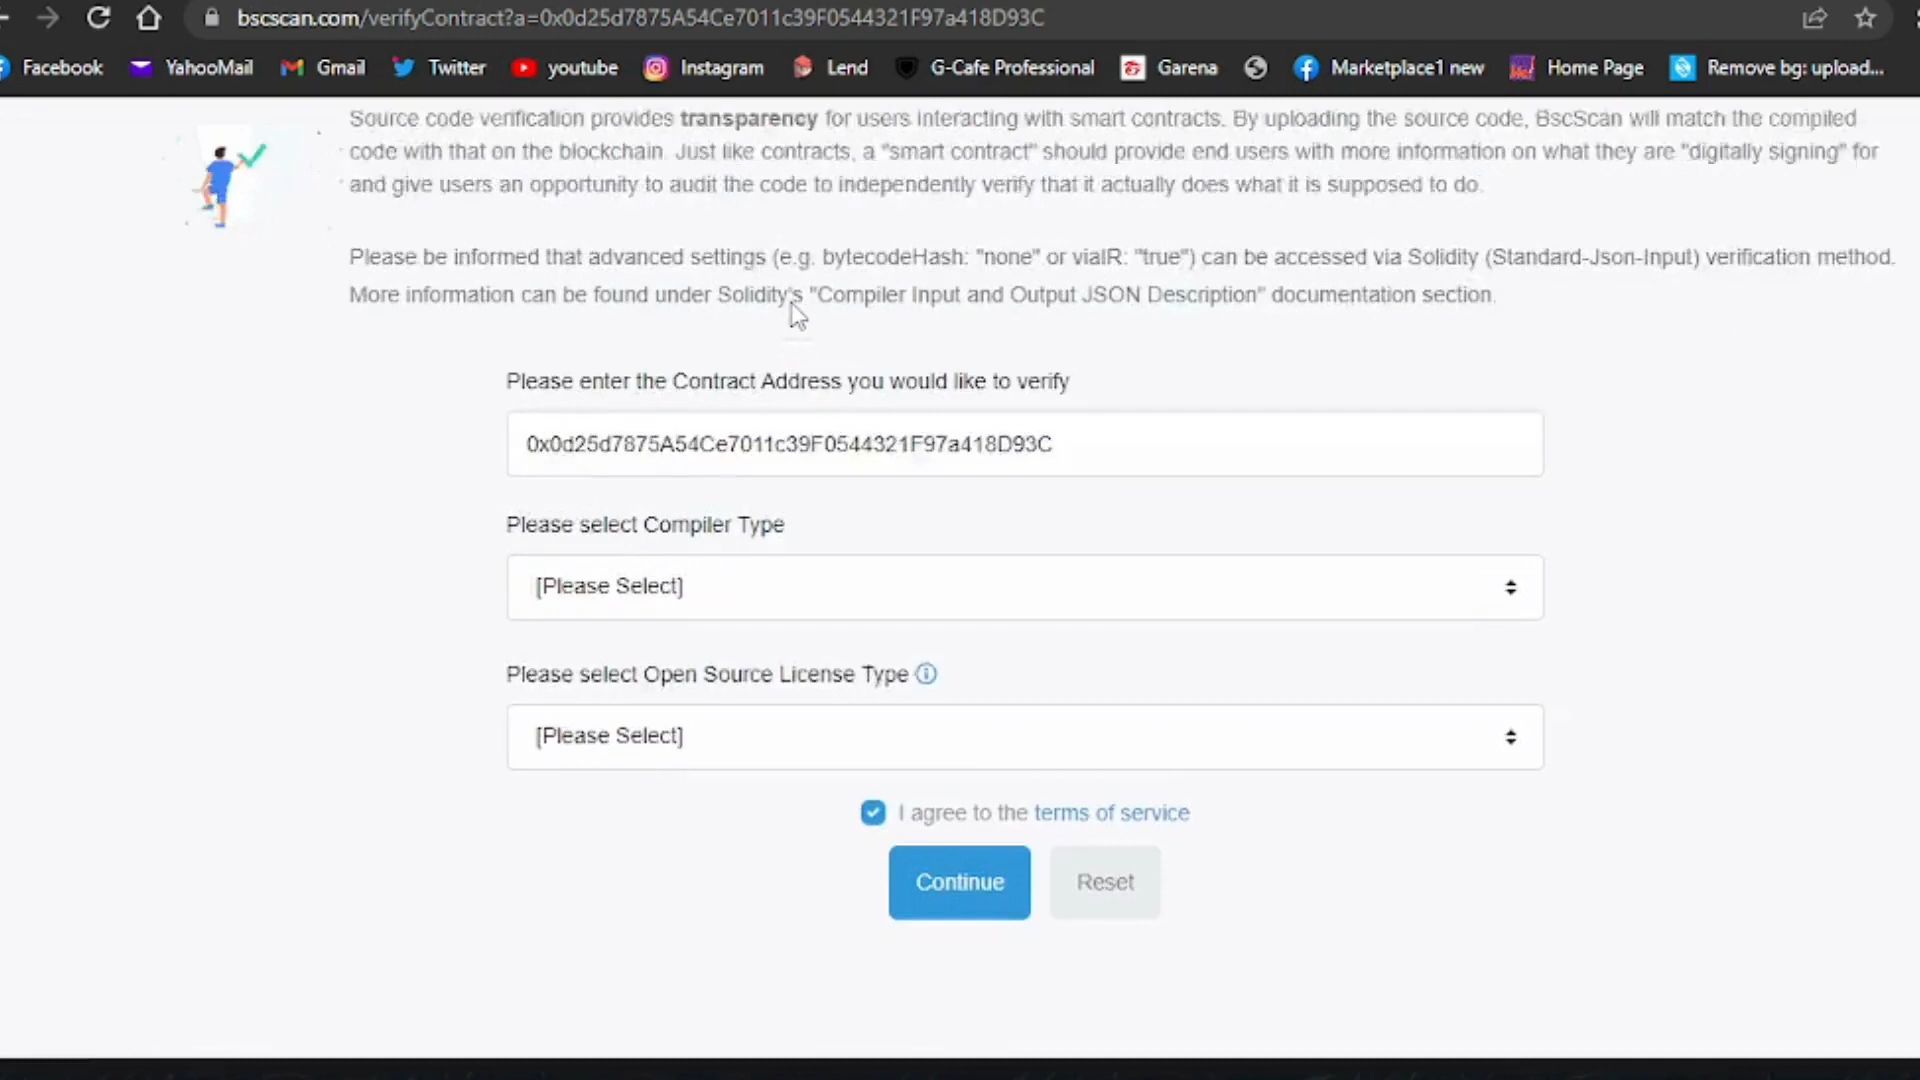 bscscan.com/verifyContract?a=0x0d25d7875A54Ce7011c39F0544321F97a418D93C
Facebook YahooMail Gmail Twitter youtube Instagram Lend G-Cafe Professional Garena Marketplace1 new Home Page Remove bg: upload...
Source code verification provides transparency for users interacting with smart contracts. By uploading the source code, BscScan will match the compiled
code with that on the blockchain. Just like contracts, a "smart contract" should provide end users with more information on what they are "digitally signing" for
and give users an opportunity to audit the code to independently verify that it actually does what it is supposed to do.
Please be informed that advanced settings (e.g. bytecodeHash: "none" or viaIR: "true") can be accessed via Solidity (Standard-Json-Input) verification method.
More information can be found under Solidity's "Compiler Input and Output JSON Description" documentation section.
Please enter the Contract Address you would like to verify
0x0d25d7875A54Ce7011c39F0544321F97a418D93C
Please select Compiler Type
[Please Select]
Please select Open Source License Type
[Please Select]
I agree to the terms of service
Continue Reset